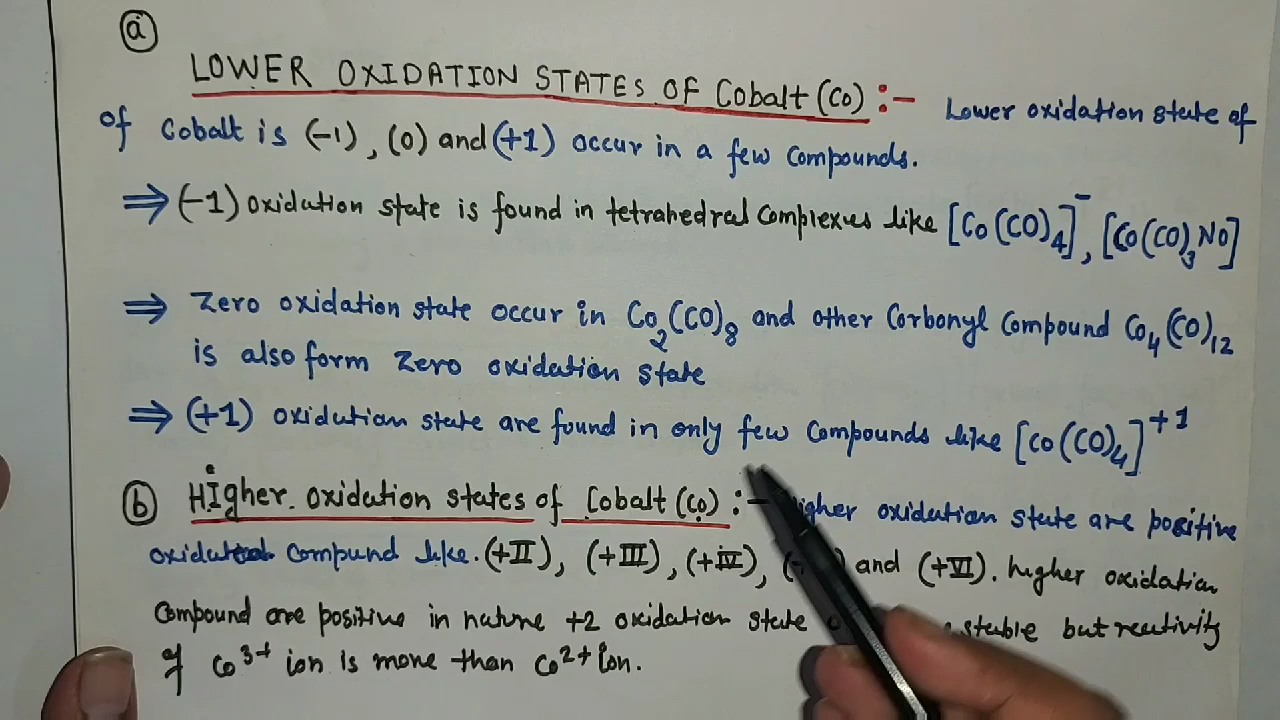 a
LOWER OXIDATION STATES OF Cobalt (Co) :- Lower oxidation state of
of Cobalt is (-1), (0) and (+1) occur in a few compounds.
⇒ (-1) oxidation state is found in tetrahedral complexes like [Co(CO)₄]⁻, [Co(CO)₃NO]
⇒ Zero oxidation state occur in Co₂(CO)₈ and other Corbonyl Compound Co₄(CO)₁₂
is also form Zero oxidation state
⇒ (+1) oxidution state are found in only few Compounds like [Co(CO)₄]⁺¹
b Higher oxidation states of Cobalt (Co) :- Higher oxidation state are positive
oxiduted compund like. (+II), (+III), (+IV), and (+VI). higher oxidation
Compound are positive in nature +2 oxidation state stable but reutivity
of Co³⁺ ion is more than Co²⁺ ion.